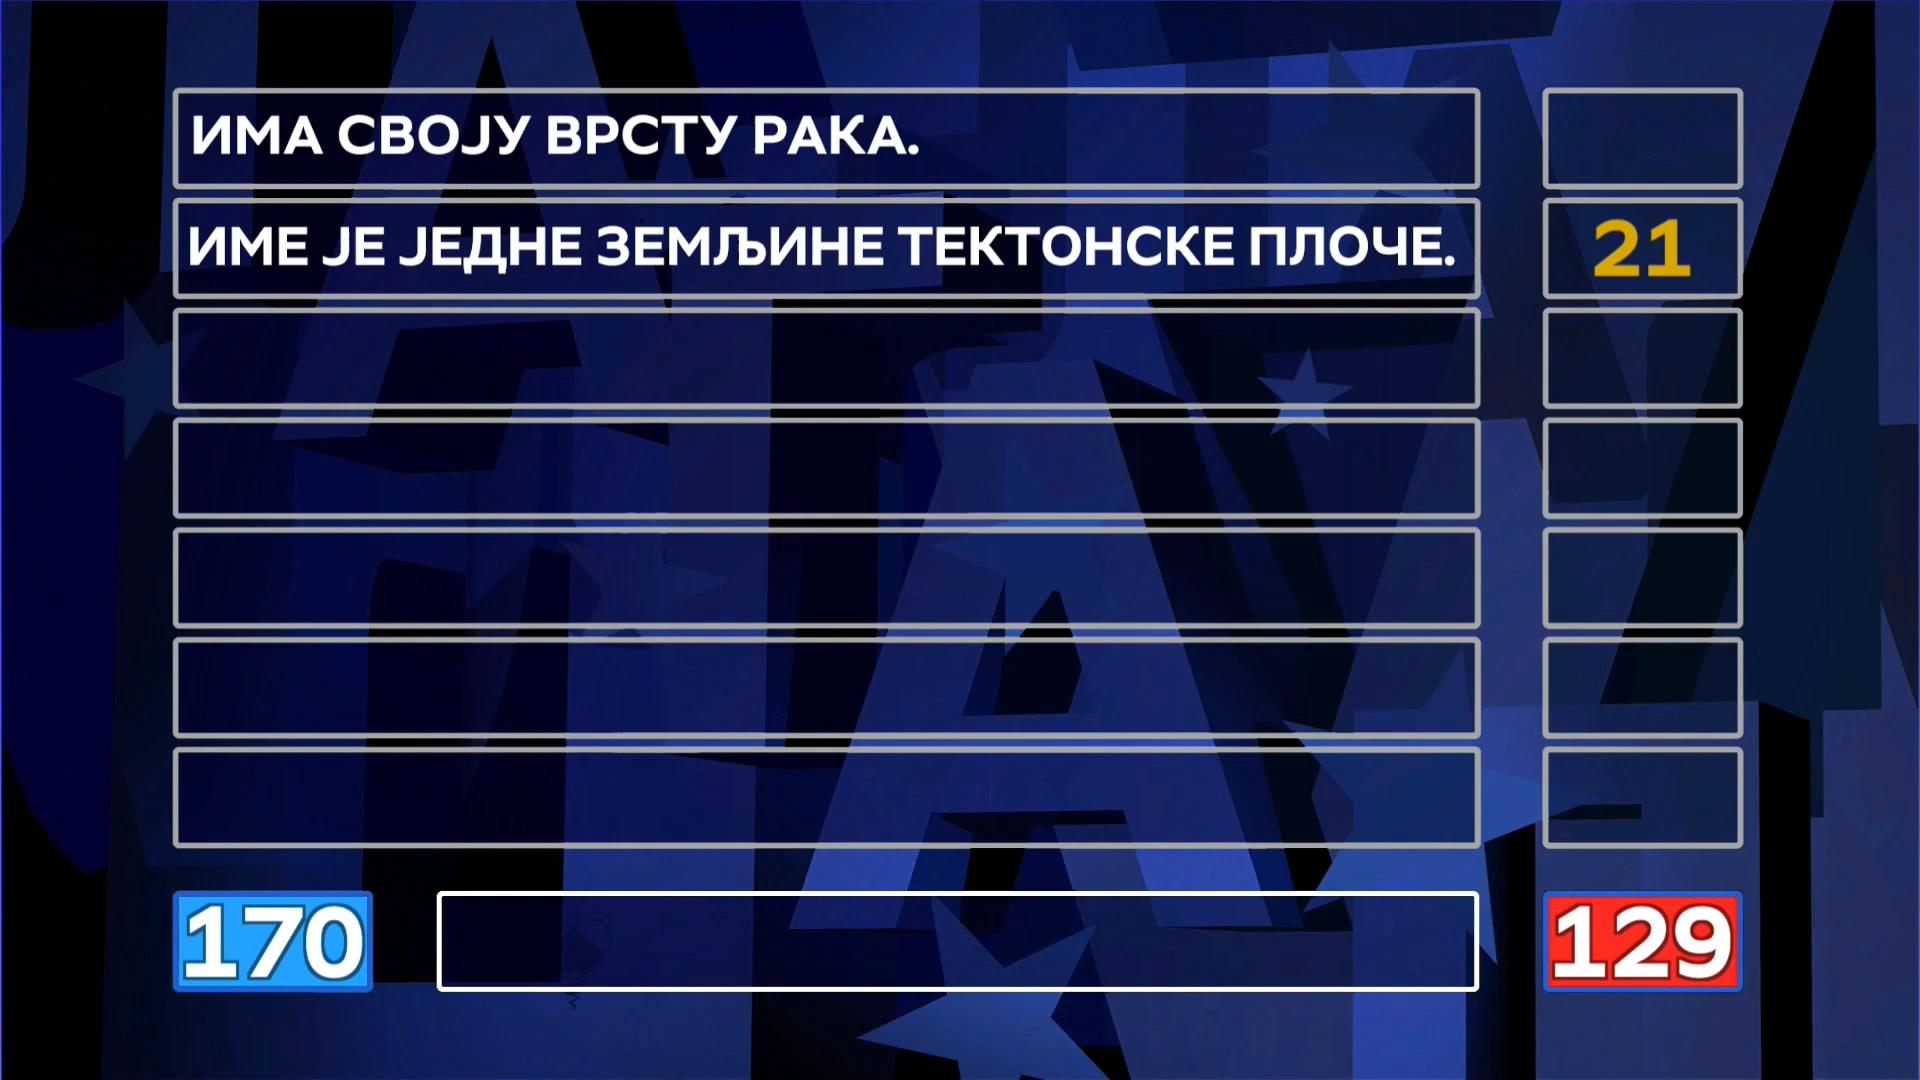 ИМА СВОЈУ ВРСТУ РАКА.
ИМЕ ЈЕ ЈЕДНЕ ЗЕМЉИНЕ ТЕКТОНСКЕ ПЛОЧЕ. 21
170 129